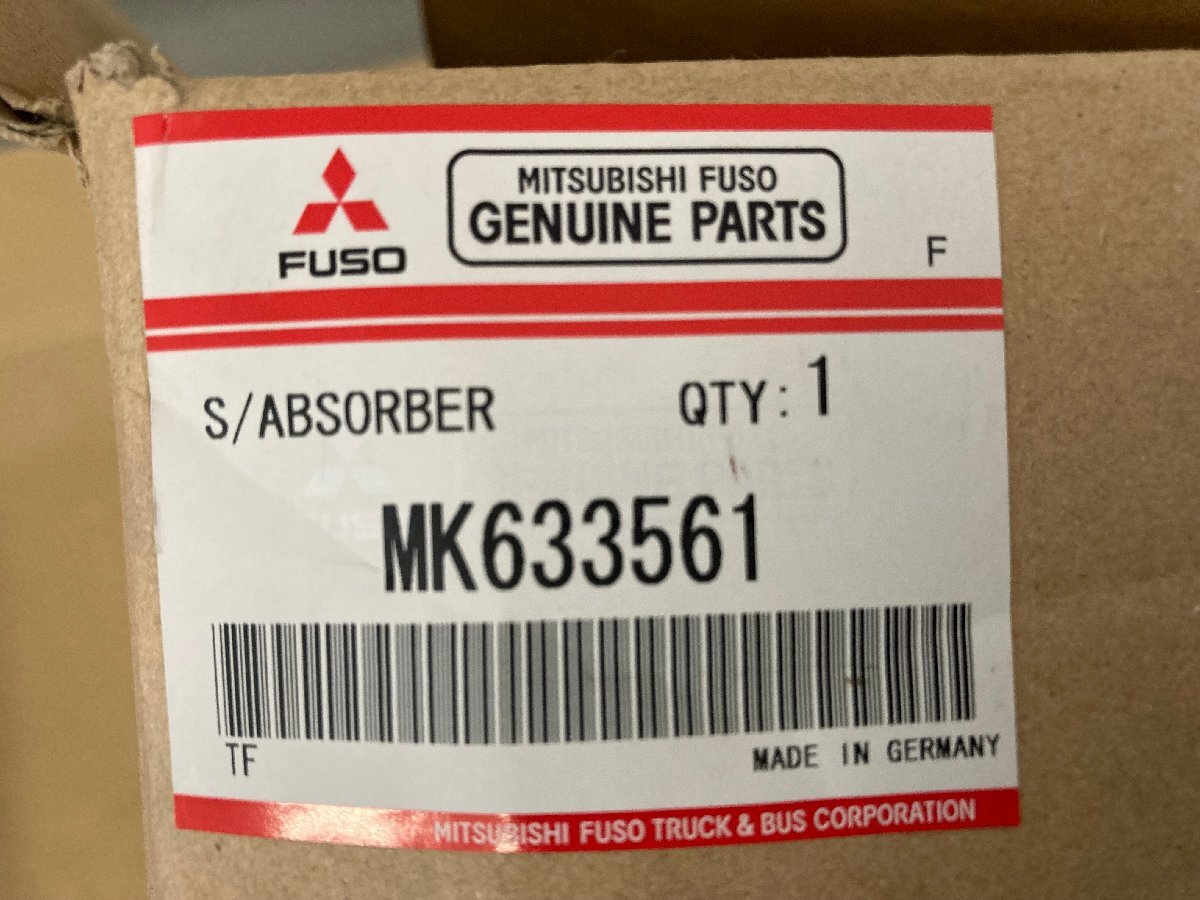 MITSUBISHI FUSO
GENUINE PARTS
FUSO
F
S/ABSORBER
QTY: 1
MK633561
TF
MADE IN GERMANY
MITSUBISHI FUSO TRUCK & BUS CORPORATION